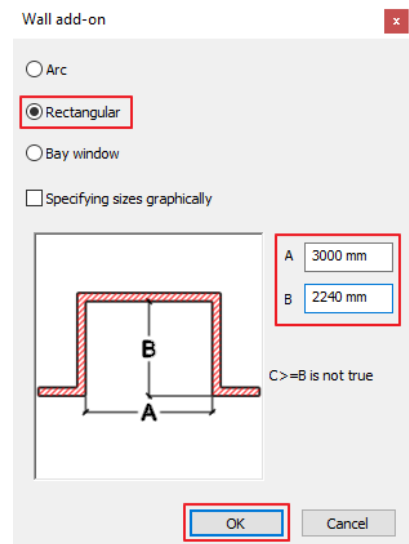 Wall add-on
x
Arc
Rectangular
Bay window
Specifying sizes graphically
A 3000 mm
B 2240 mm
B
A
C>=B is not true
OK Cancel